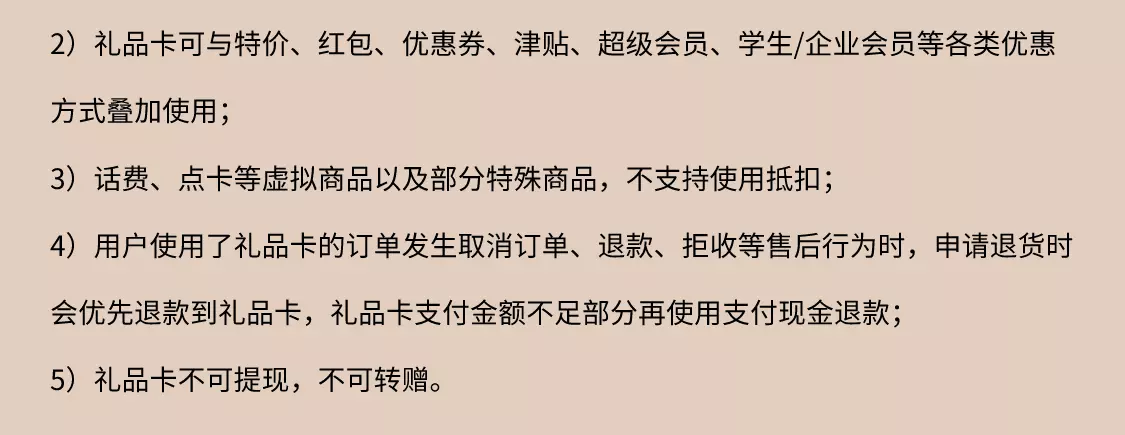 2）礼品卡可与特价、红包、优惠券、津贴、超级会员、学生/企业会员等各类优惠
方式叠加使用；
3）话费、点卡等虚拟商品以及部分特殊商品，不支持使用抵扣；
4）用户使用了礼品卡的订单发生取消订单、退款、拒收等售后行为时，申请退货时
会优先退款到礼品卡，礼品卡支付金额不足部分再使用支付现金退款；
5）礼品卡不可提现，不可转赠。